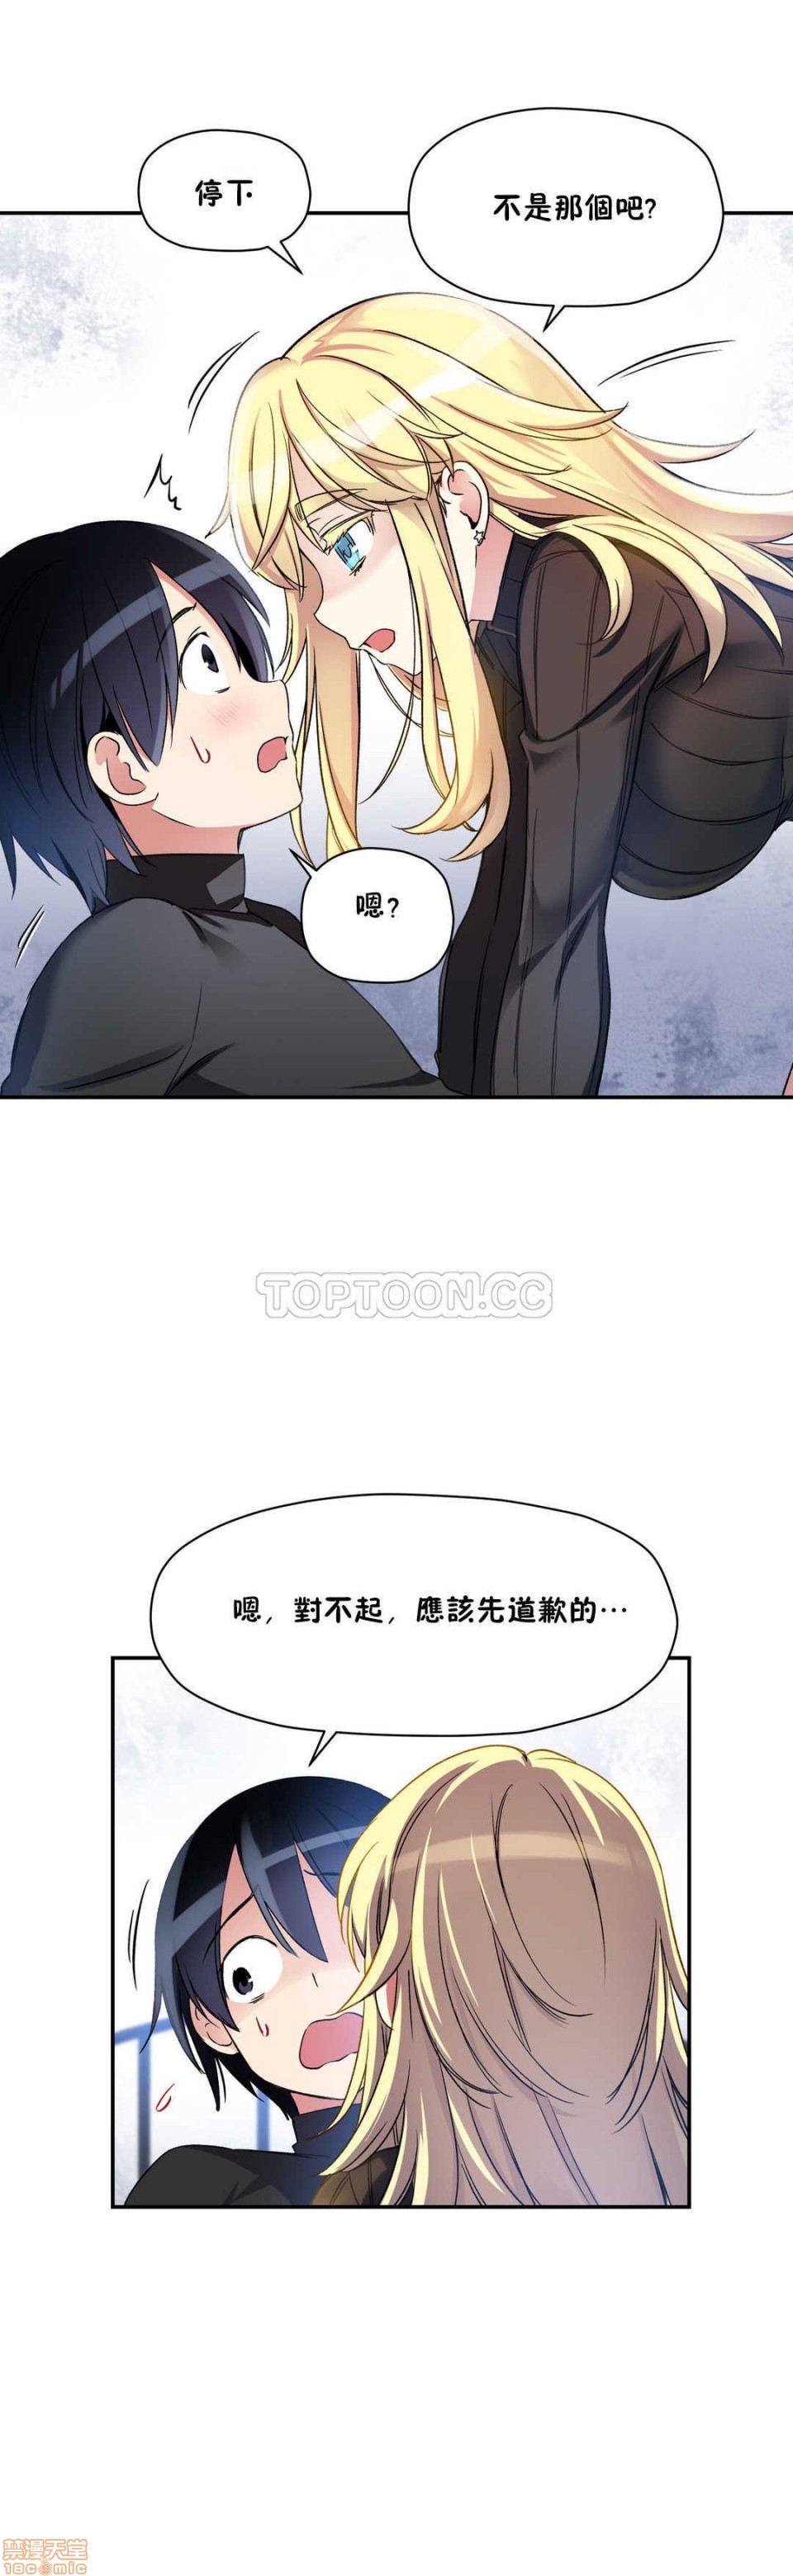 停下
不是那個吧?
嗯?
TOPTOON.CC
嗯, 對不起, 應該先道歉的…
禁漫天堂
18comic